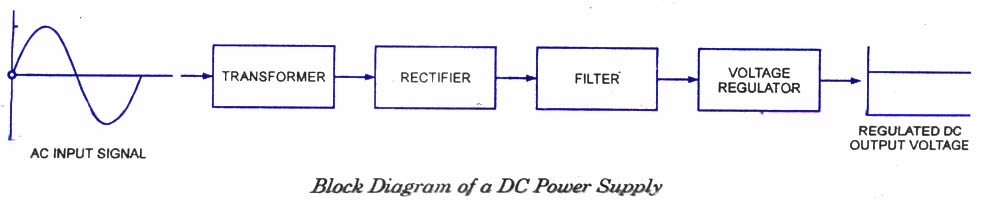 TRANSFORMER
RECTIFIER
FILTER
VOLTAGE
REGULATOR
AC INPUT SIGNAL
REGULATED DC
OUTPUT VOLTAGE
Block Diagram of a DC Power Supply